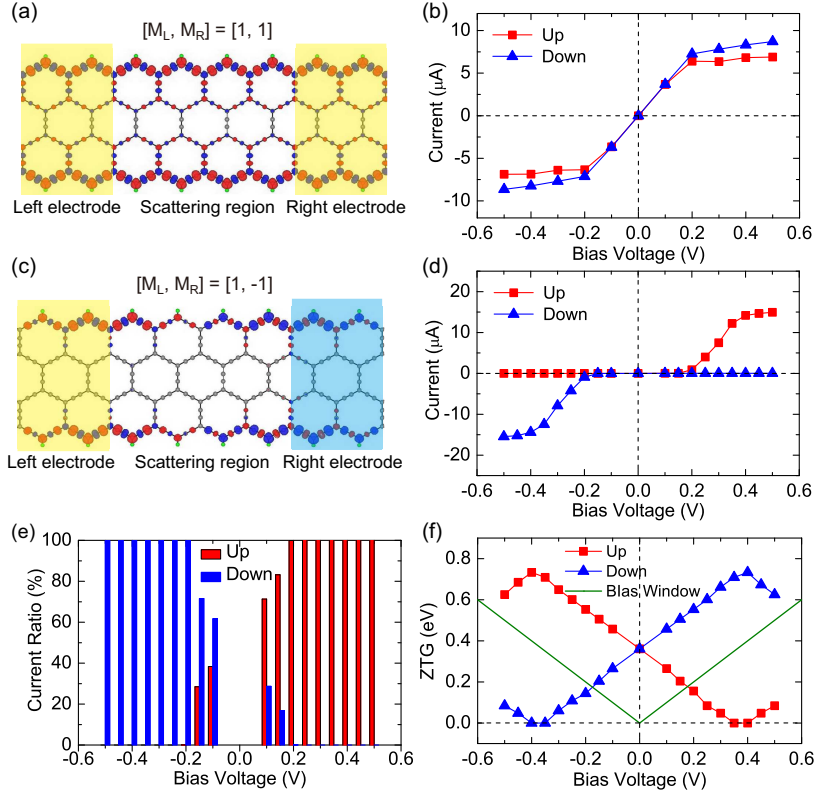 (a)
[M_L, M_R] = [1, 1]
Left electrode Scattering region Right electrode
(b)
Up
Down
Current (μA)
10
5
0
-5
-10
-0.6 -0.4 -0.2 0.0 0.2 0.4 0.6
Bias Voltage (V)
(c)
[M_L, M_R] = [1, -1]
Left electrode Scattering region Right electrode
(d)
Up
Down
Current (μA)
20
10
0
-10
-20
-0.6 -0.4 -0.2 0.0 0.2 0.4 0.6
Bias Voltage (V)
(e)
Up
Down
Current Ratio (%)
100
80
60
40
20
0
-0.6 -0.4 -0.2 0.0 0.2 0.4 0.6
Bias Voltage (V)
(f)
Up
Down
BIas Window
ZTG (eV)
0.8
0.6
0.4
0.2
0.0
-0.6 -0.4 -0.2 0.0 0.2 0.4 0.6
Bias Voltage (V)